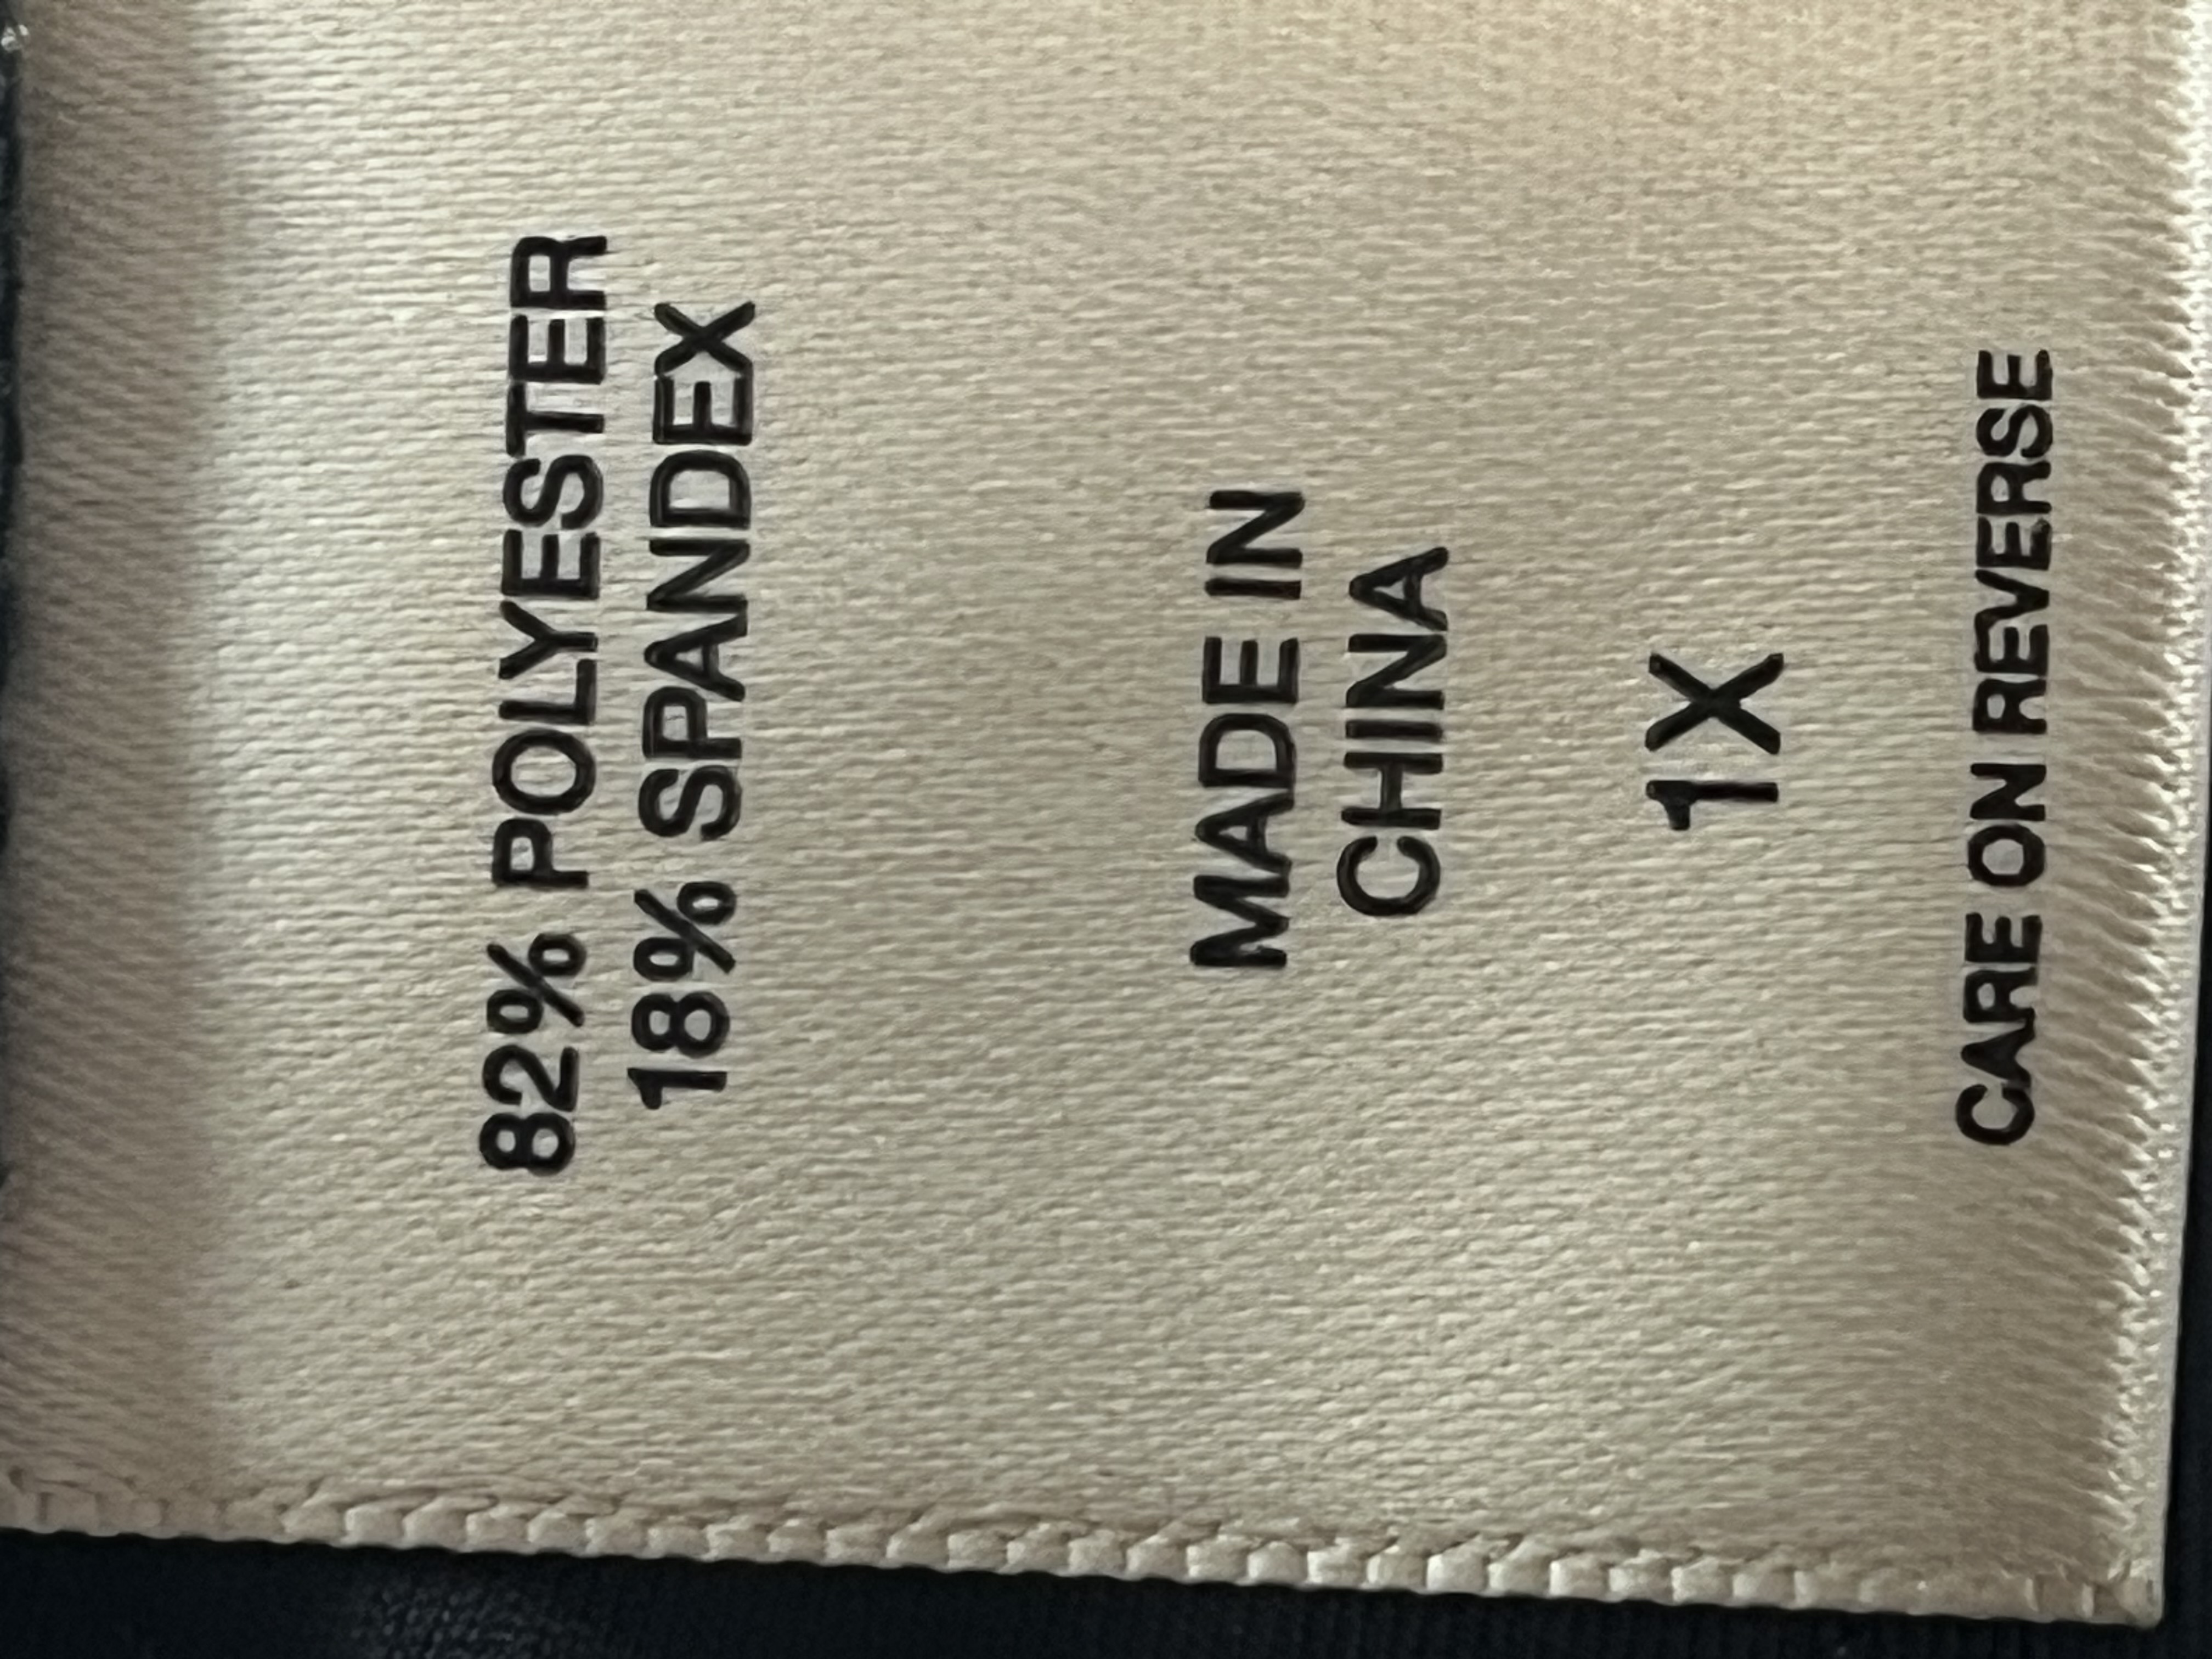 82% POLYESTER
18% SPANDEX
MADE IN
CHINA
1X
CARE ON REVERSE